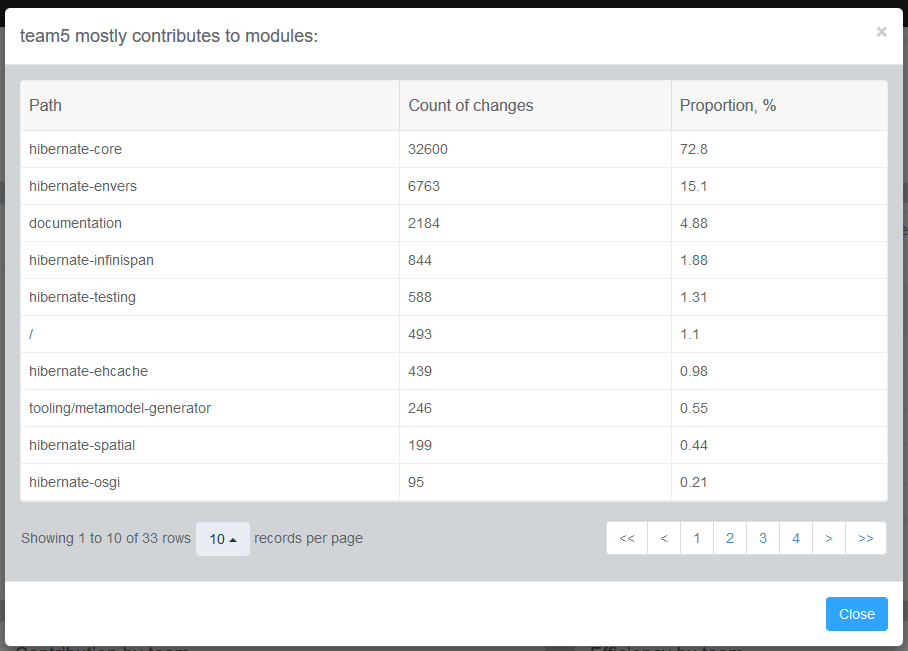 team5 mostly contributes to modules: ×
Path Count of changes Proportion, %
hibernate-core 32600 72.8
hibernate-envers 6763 15.1
documentation 2184 4.88
hibernate-infinispan 844 1.88
hibernate-testing 588 1.31
/ 493 1.1
hibernate-ehcache 439 0.98
tooling/metamodel-generator 246 0.55
hibernate-spatial 199 0.44
hibernate-osgi 95 0.21
Showing 1 to 10 of 33 rows 10 records per page << < 1 2 3 4 > >>
Close